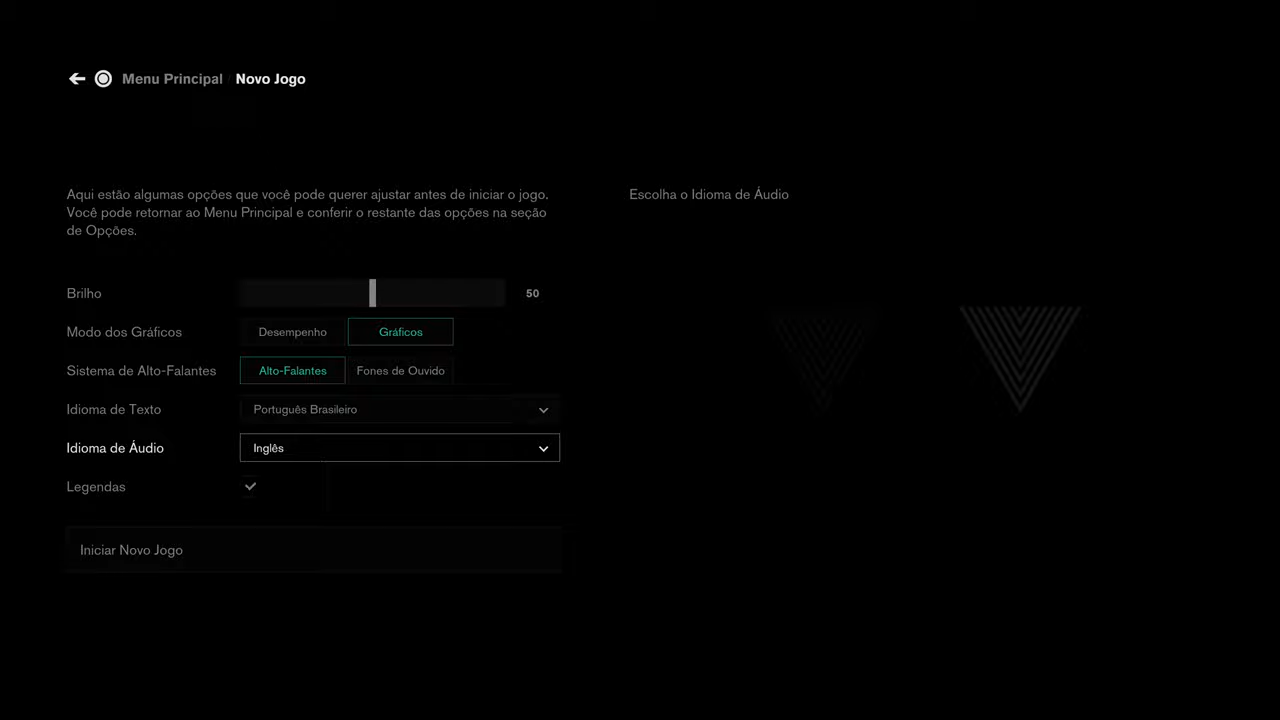 Menu Principal / Novo Jogo
Aqui estão algumas opções que você pode querer ajustar antes de iniciar o jogo.
Você pode retornar ao Menu Principal e conferir o restante das opções na seção
de Opções.
Escolha o Idioma de Áudio
Brilho 50
Modo dos Gráficos Desempenho Gráficos
Sistema de Alto-Falantes Alto-Falantes Fones de Ouvido
Idioma de Texto Português Brasileiro
Idioma de Áudio Inglês
Legendas
Iniciar Novo Jogo